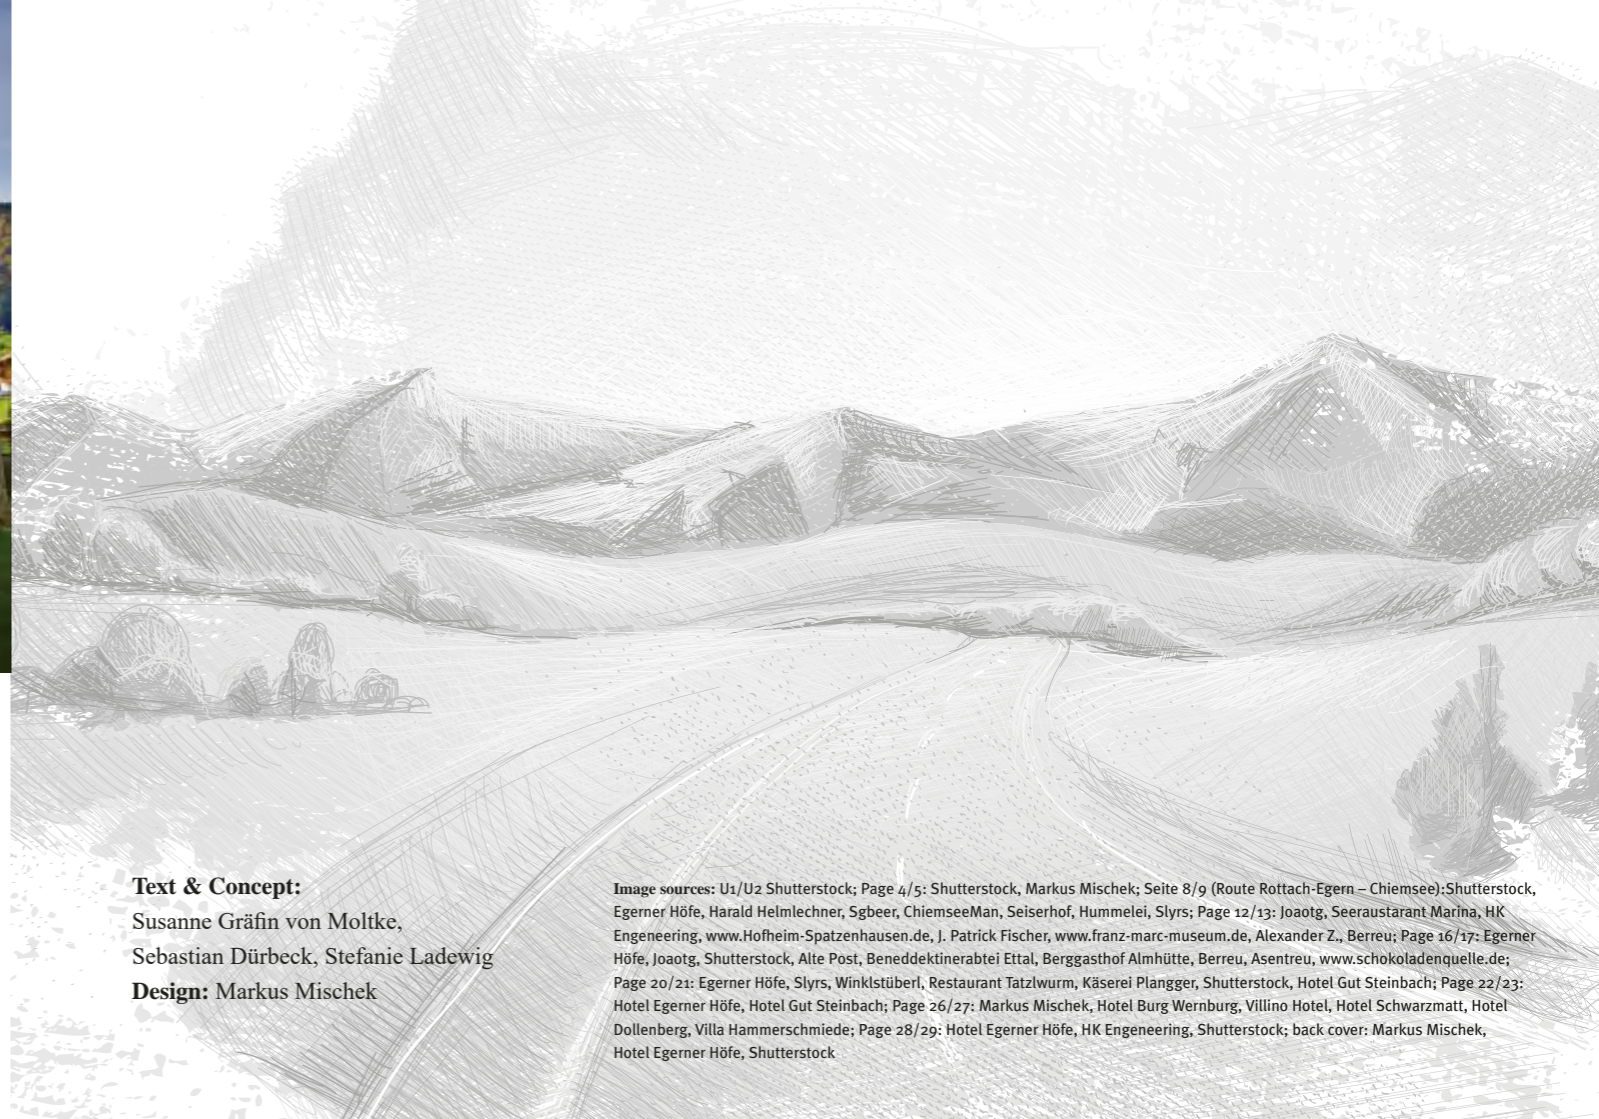 Text & Concept:
Susanne Gräfin von Moltke,
Sebastian Dürbeck, Stefanie Ladewig
Design: Markus Mischek
Image sources: U1/U2 Shutterstock; Page 4/5: Shutterstock, Markus Mischek; Seite 8/9 (Route Rottach-Egern – Chiemsee):Shutterstock,
Egerner Höfe, Harald Helmlechner, Sgbeer, ChiemseeMan, Seiserhof, Hummelei, Slyrs; Page 12/13: Joaotg, Seeraustarant Marina, HK
Engeneering, www.Hofheim-Spatzenhausen.de, J. Patrick Fischer, www.franz-marc-museum.de, Alexander Z., Berreu; Page 16/17: Egerner
Höfe, Joaotg, Shutterstock, Alte Post, Beneddektinerabtei Ettal, Berggasthof Almhütte, Berreu, Asentreu, www.schokoladenquelle.de;
Page 20/21: Egerner Höfe, Slyrs, Winklstüberl, Restaurant Tatzlwurm, Käserei Plangger, Shutterstock, Hotel Gut Steinbach; Page 22/23:
Hotel Egerner Höfe, Hotel Gut Steinbach; Page 26/27: Markus Mischek, Hotel Burg Wernburg, Villino Hotel, Hotel Schwarzmatt, Hotel
Dollenberg, Villa Hammerschmiede; Page 28/29: Hotel Egerner Höfe, HK Engeneering, Shutterstock; back cover: Markus Mischek,
Hotel Egerner Höfe, Shutterstock